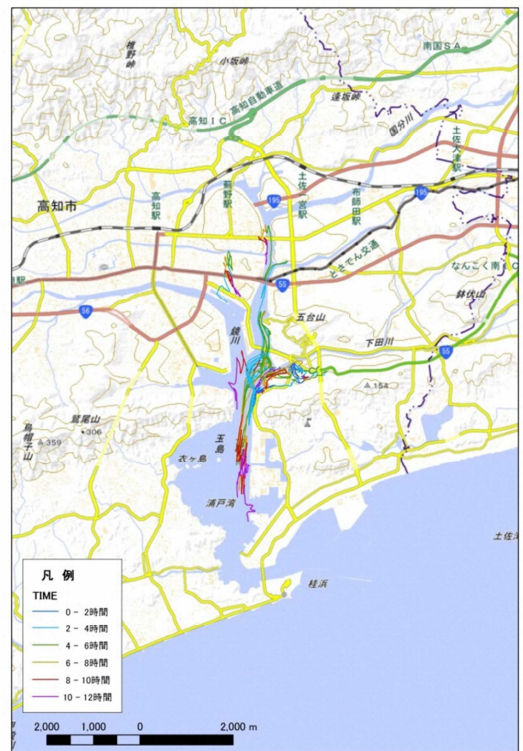 南国SA
椎野峠
小坂峠
逢坂峠
高知自動車道
高知IC
国分川
土佐大津駅
195
195
薊野駅
土佐一宮駅
布師田駅
高知駅
高知市
とさでん交通
なんこく南IC
55
鉢伏山
56
五台山
鏡川
下田川
55
154
鷲尾山
306
烏帽子山
359
玉島
衣ヶ島
浦戸湾
土佐湾
桂浜
凡 例
TIME
0 - 2時間
2 - 4時間
4 - 6時間
6 - 8時間
8 - 10時間
10 - 12時間
2,000 1,000 0 2,000 m